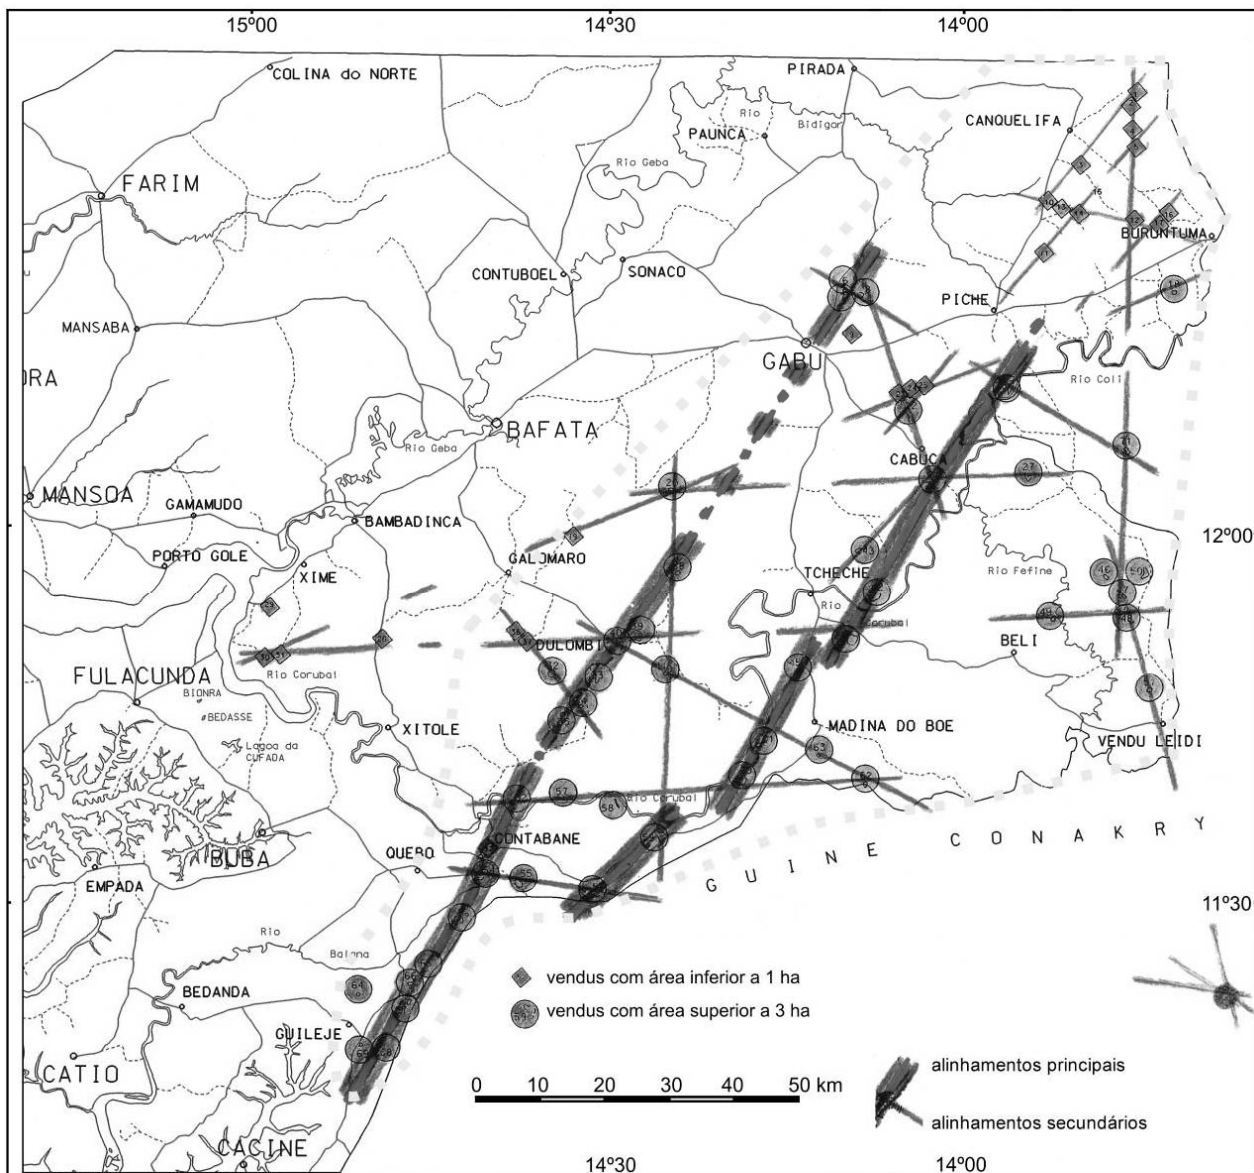 15º00
14º30
14º00
COLINA do NORTE
PIRADA
Rio
Bidigor
CANQUELIFA
PAUNCA
Rio Geba
FARIM
BURUNTUMA
CONTUBOEL
SONACO
PICHE
MANSABA
GABU
ORA
Rio Coli
BAFATA
Rio Geba
CABUCA
MANSOA
GAMAMUDO
BAMBADINCA
12º00
PORTO GOLE
XIME
GALOMARO
TCHECHE
Rio Fefine
Rio
Corubal
DULOMBI
BELI
FULACUNDA
Rio Corubal
BIONRA
BEDASSE
XITOLE
MADINA DO BOE
VENDU LEIDI
Lagoa da
CUFADA
Rio Corubal
BUBA
CONTABANE
QUEBO
GUINE CONAKRY
EMPADA
11º30
Rio
Balana
vendus com área inferior a 1 ha
BEDANDA
vendus com área superior a 3 ha
GUILEJE
CATIO
alinhamentos principais
0 10 20 30 40 50 km
alinhamentos secundários
CACINE
14º30
14º00